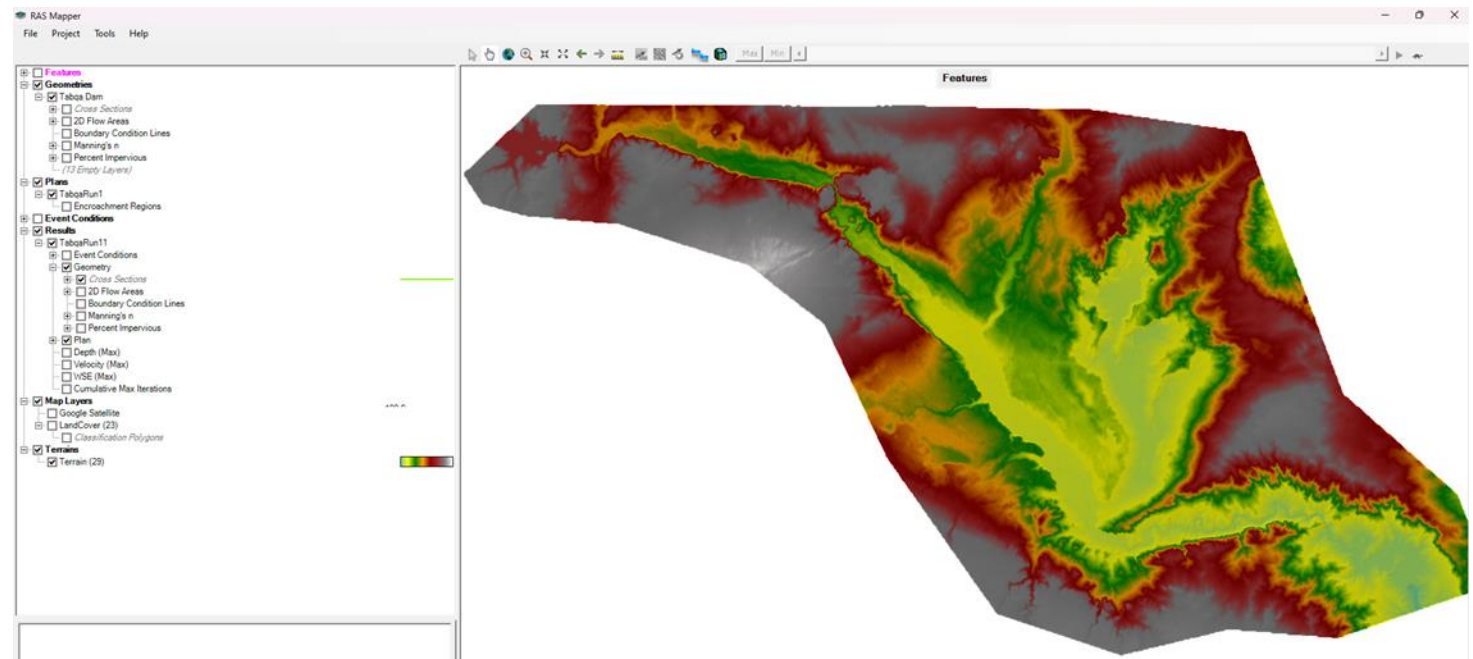 RAS Mapper
File Project Tools Help
Max Min
Features
Features
Geometries
Tabqa Dam
Cross Sections
2D Flow Areas
Boundary Condition Lines
Manning's n
Percent Impervious
(13 Empty Layers)
Plans
TabqaRun1
Encroachment Regions
Event Conditions
Results
TabqaRun11
Event Conditions
Geometry
Cross Sections
2D Flow Areas
Boundary Condition Lines
Manning's n
Percent Impervious
Plan
Depth (Max)
Velocity (Max)
WSE (Max)
Cumulative Max Iterations
Map Layers
Google Satellite
LandCover (23)
Classification Polygons
Terrains
Terrain (29)